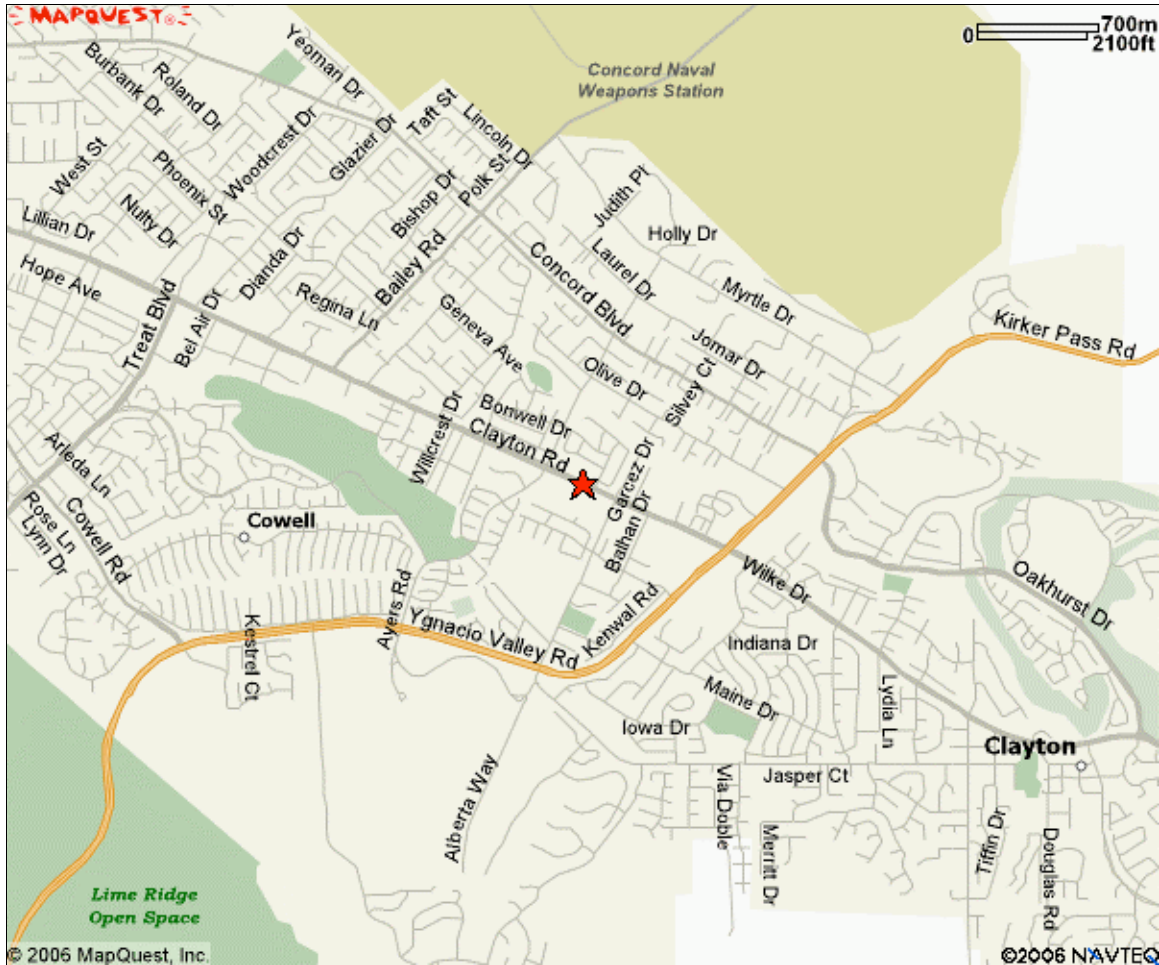 MAPQUEST®
700m
0
2100ft
Yeoman Dr
Burbank Dr
Roland Dr
Concord Naval
Weapons Station
Taft St
Lincoln Dr
Woodcrest Dr
Glazier Dr
West St
Phoenix St
Polk St
Bishop Dr
Judith Pl
Nulty Dr
Lillian Dr
Holly Dr
Dianda Dr
Bailey Rd
Concord Blvd
Laurel Dr
Hope Ave
Myrtle Dr
Treat Blvd
Bel Air Dr
Regina Ln
Geneva Ave
Kirker Pass Rd
Jomar Dr
Olive Dr
Silvey Ct
Bonwell Dr
Willcrest Dr
Clayton Rd
Arleda Ln
Garcez Dr
Balhan Dr
Rose Ln
Lynn Dr
Cowell Rd
Cowell
Wilke Dr
Oakhurst Dr
Ayers Rd
Ygnacio Valley Rd
Kenwal Rd
Kestrel Ct
Indiana Dr
Maine Dr
Lydia Ln
Iowa Dr
Clayton
Alberta Way
Via Doble
Jasper Ct
Merritt Dr
Tiffin Dr
Douglas Rd
Lime Ridge
Open Space
© 2006 MapQuest, Inc.
©2006 NAVTEQ